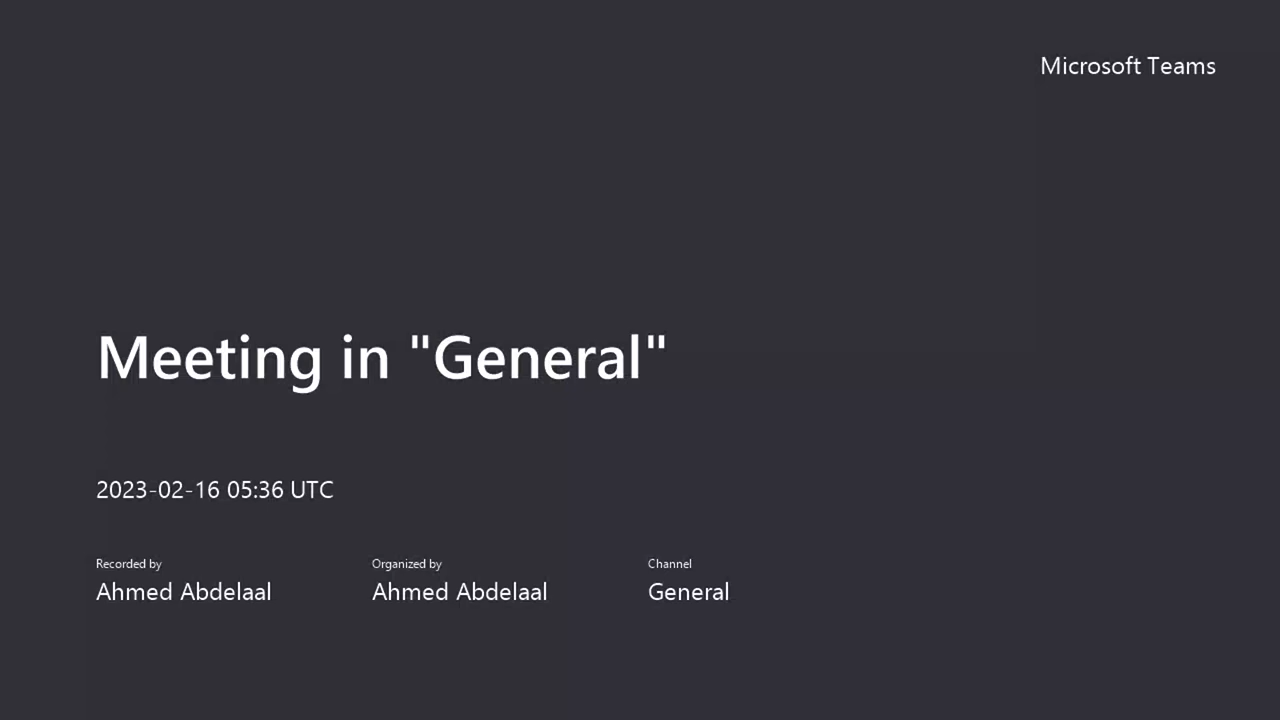 Microsoft Teams
Meeting in "General"
2023-02-16 05:36 UTC
Recorded by
Ahmed Abdelaal
Organized by
Ahmed Abdelaal
Channel
General